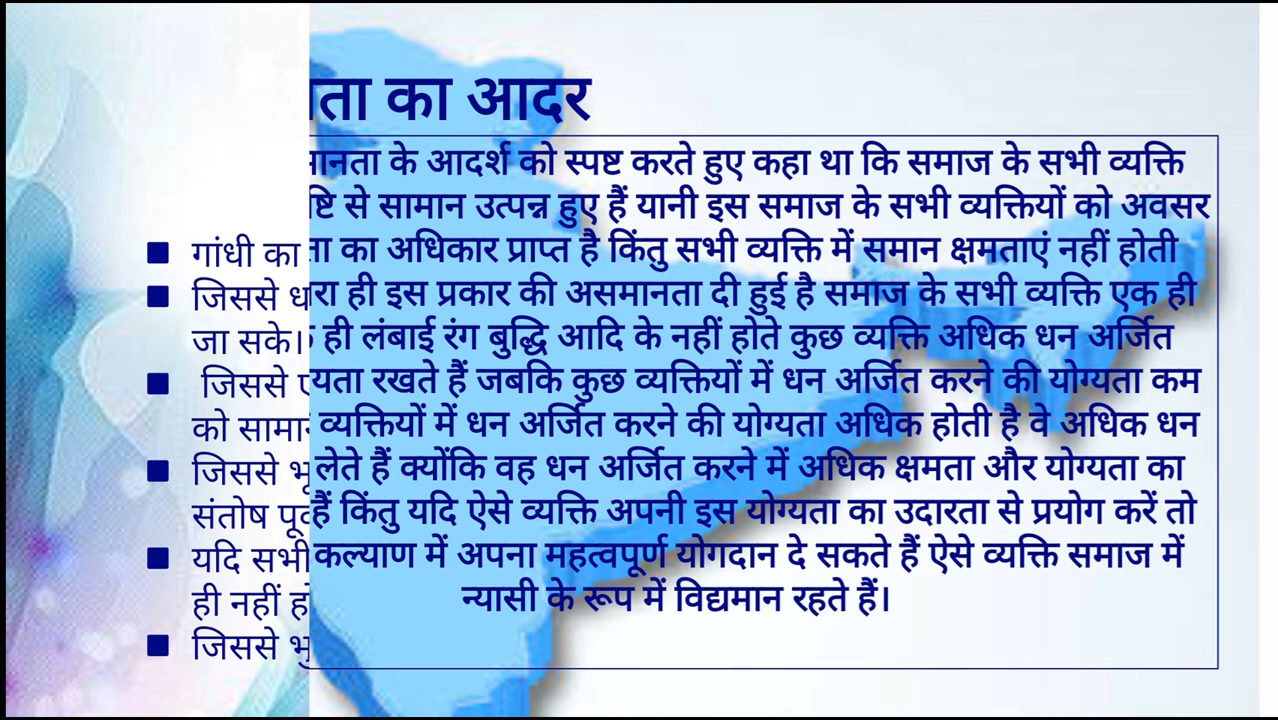 का आदर
के आदर्श को स्पष्ट करते हुए कहा था कि समाज के सभी व्यक्ति
से सामान उत्पन्न हुए हैं यानी इस समाज के सभी व्यक्तियों को अवसर
का अधिकार प्राप्त है किंतु सभी व्यक्ति में समान क्षमताएं नहीं होती
ही इस प्रकार की असमानता दी हुई है समाज के सभी व्यक्ति एक ही
ही लंबाई रंग बुद्धि आदि के नहीं होते कुछ व्यक्ति अधिक धन अर्जित
रखते हैं जबकि कुछ व्यक्तियों में धन अर्जित करने की योग्यता कम
व्यक्तियों में धन अर्जित करने की योग्यता अधिक होती है वे अधिक धन
लेते हैं क्योंकि वह धन अर्जित करने में अधिक क्षमता और योग्यता का
हैं किंतु यदि ऐसे व्यक्ति अपनी इस योग्यता का उदारता से प्रयोग करें तो
कल्याण में अपना महत्वपूर्ण योगदान दे सकते हैं ऐसे व्यक्ति समाज में
न्यासी के रूप में विद्यमान रहते हैं।
गांधी का
जिससे
जा सके।
जिससे
को
जिससे
संतोष
यदि सभी
ही नहीं
जिससे